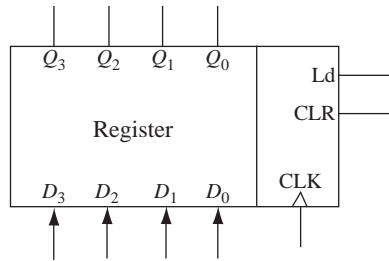 Q₃ Q₂ Q₁ Q₀
Ld
CLR
Register
CLK
D₃ D₂ D₁ D₀